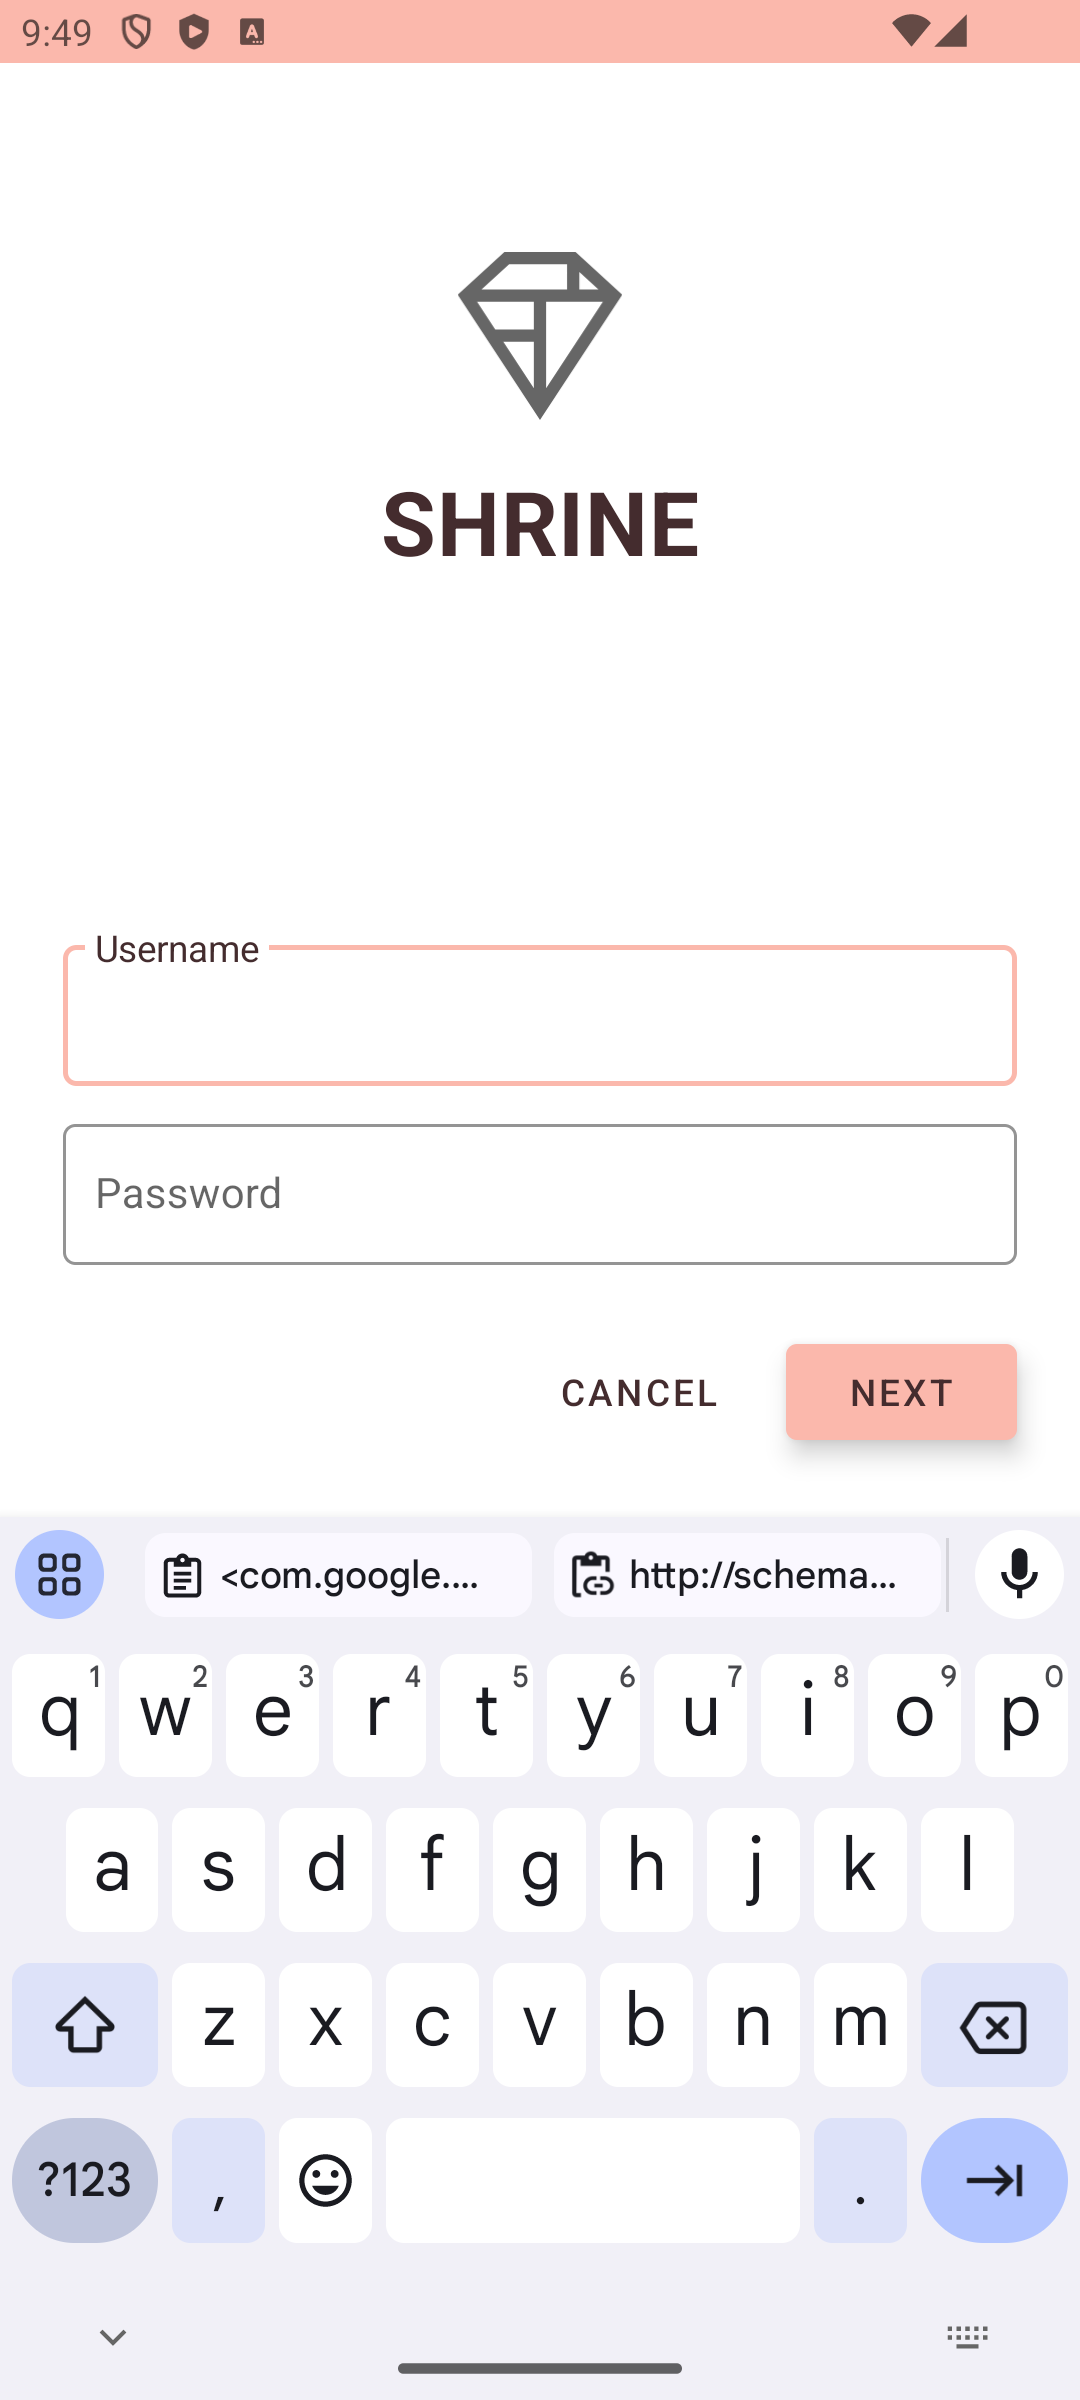 9:49
SHRINE
Username
Password
CANCEL NEXT
<com.google.... http://schema...
q1 w2 e3 r4 t5 y6 u7 i8 o9 p0
a s d f g h j k l
z x c v b n m
?123 , .